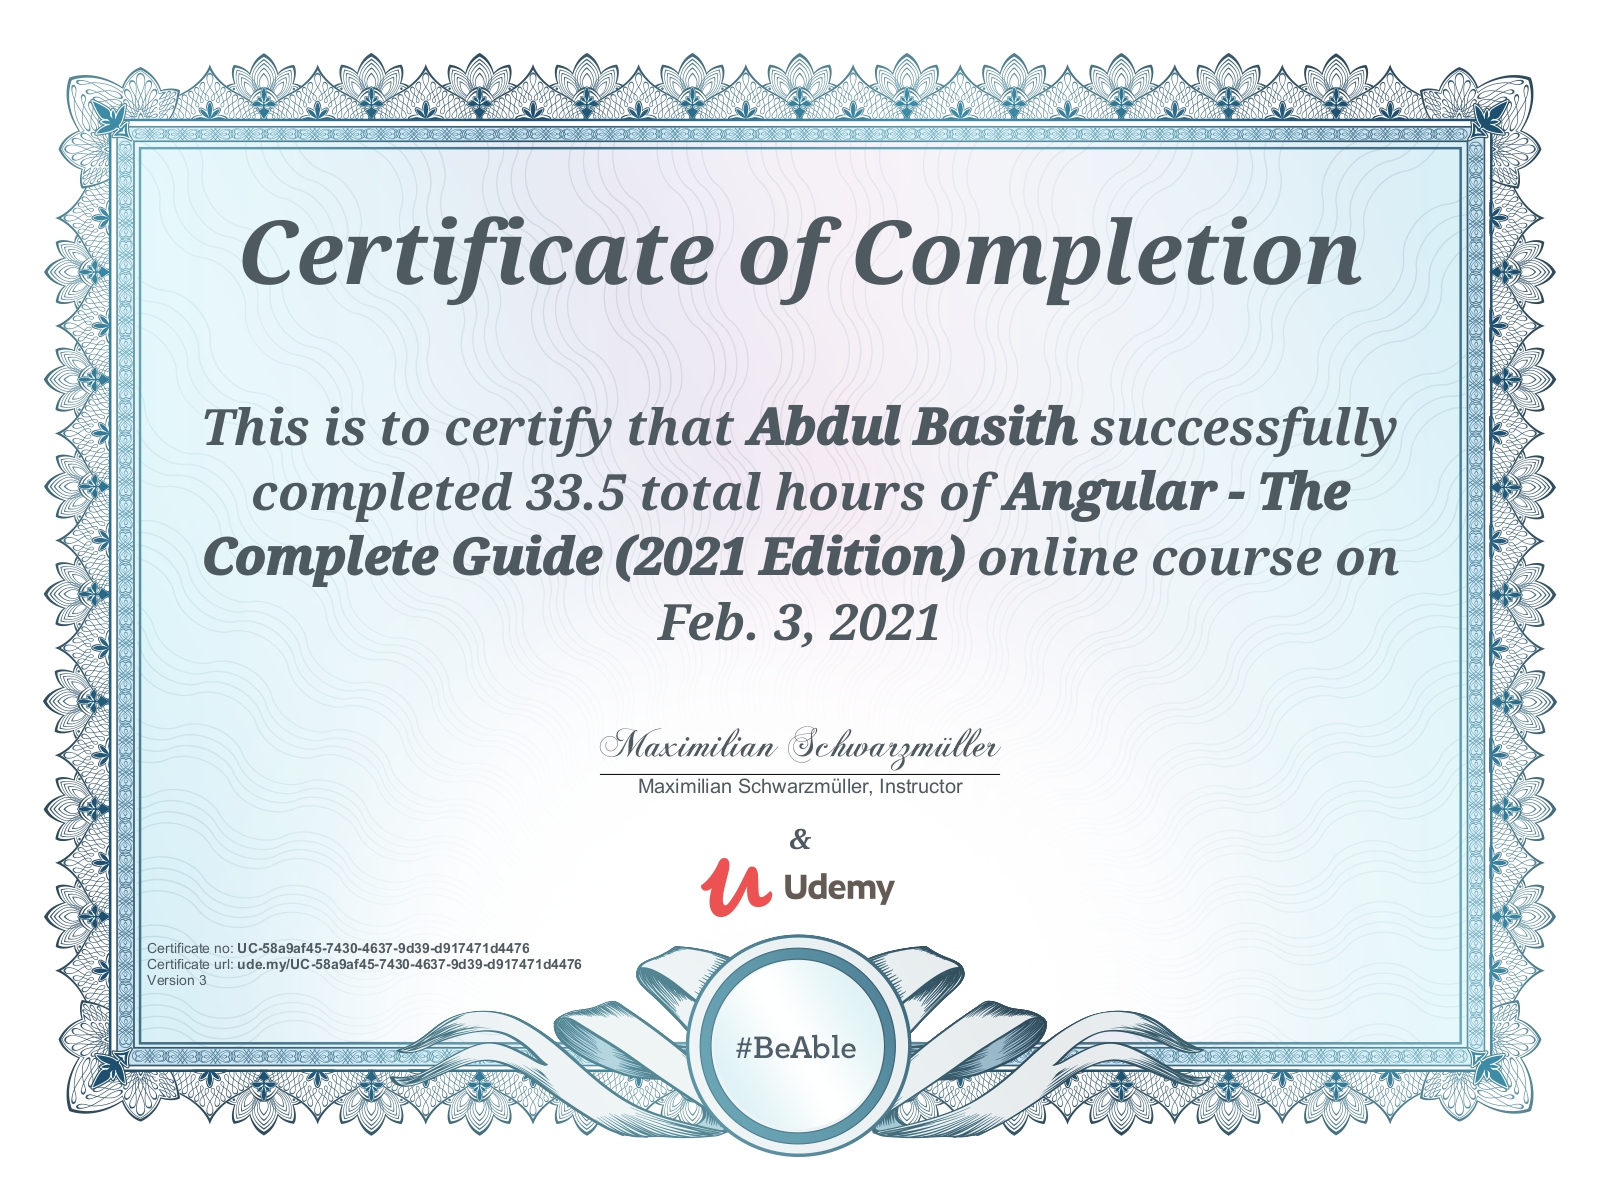 Certificate of Completion
This is to certify that Abdul Basith successfully
completed 33.5 total hours of Angular - The
Complete Guide (2021 Edition) online course on
Feb. 3, 2021
Maximilian Schwarzmüller
Maximilian Schwarzmüller, Instructor
&
Udemy
Certificate no: UC-58a9af45-7430-4637-9d39-d917471d4476
Certificate url: ude.my/UC-58a9af45-7430-4637-9d39-d917471d4476
Version 3
#BeAble